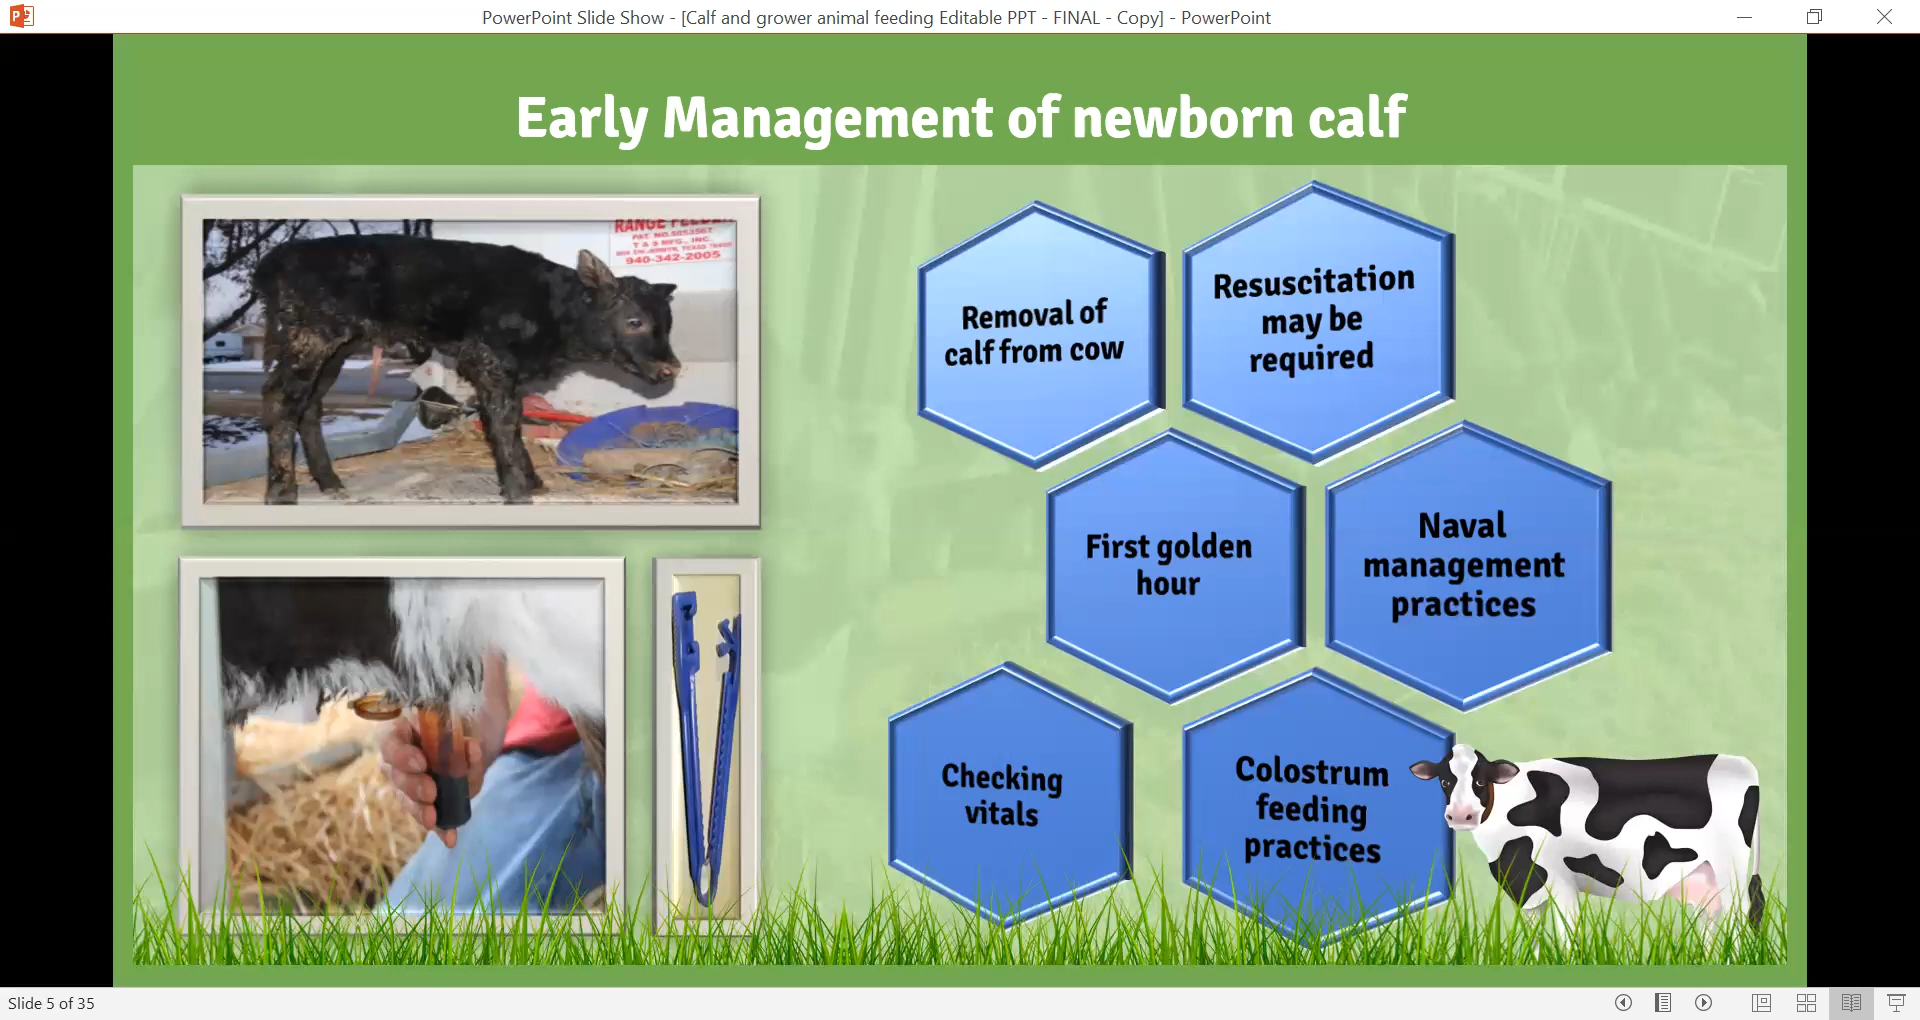 PowerPoint Slide Show - [Calf and grower animal feeding Editable PPT - FINAL - Copy] - PowerPoint
Early Management of newborn calf
RANGE FEEDER
PAT. NO.5053567
T & S MFG., INC.
940-342-2005
Removal of
calf from cow
Resuscitation
may be
required
First golden
hour
Naval
management
practices
Checking
vitals
Colostrum
feeding
practices
Slide 5 of 35